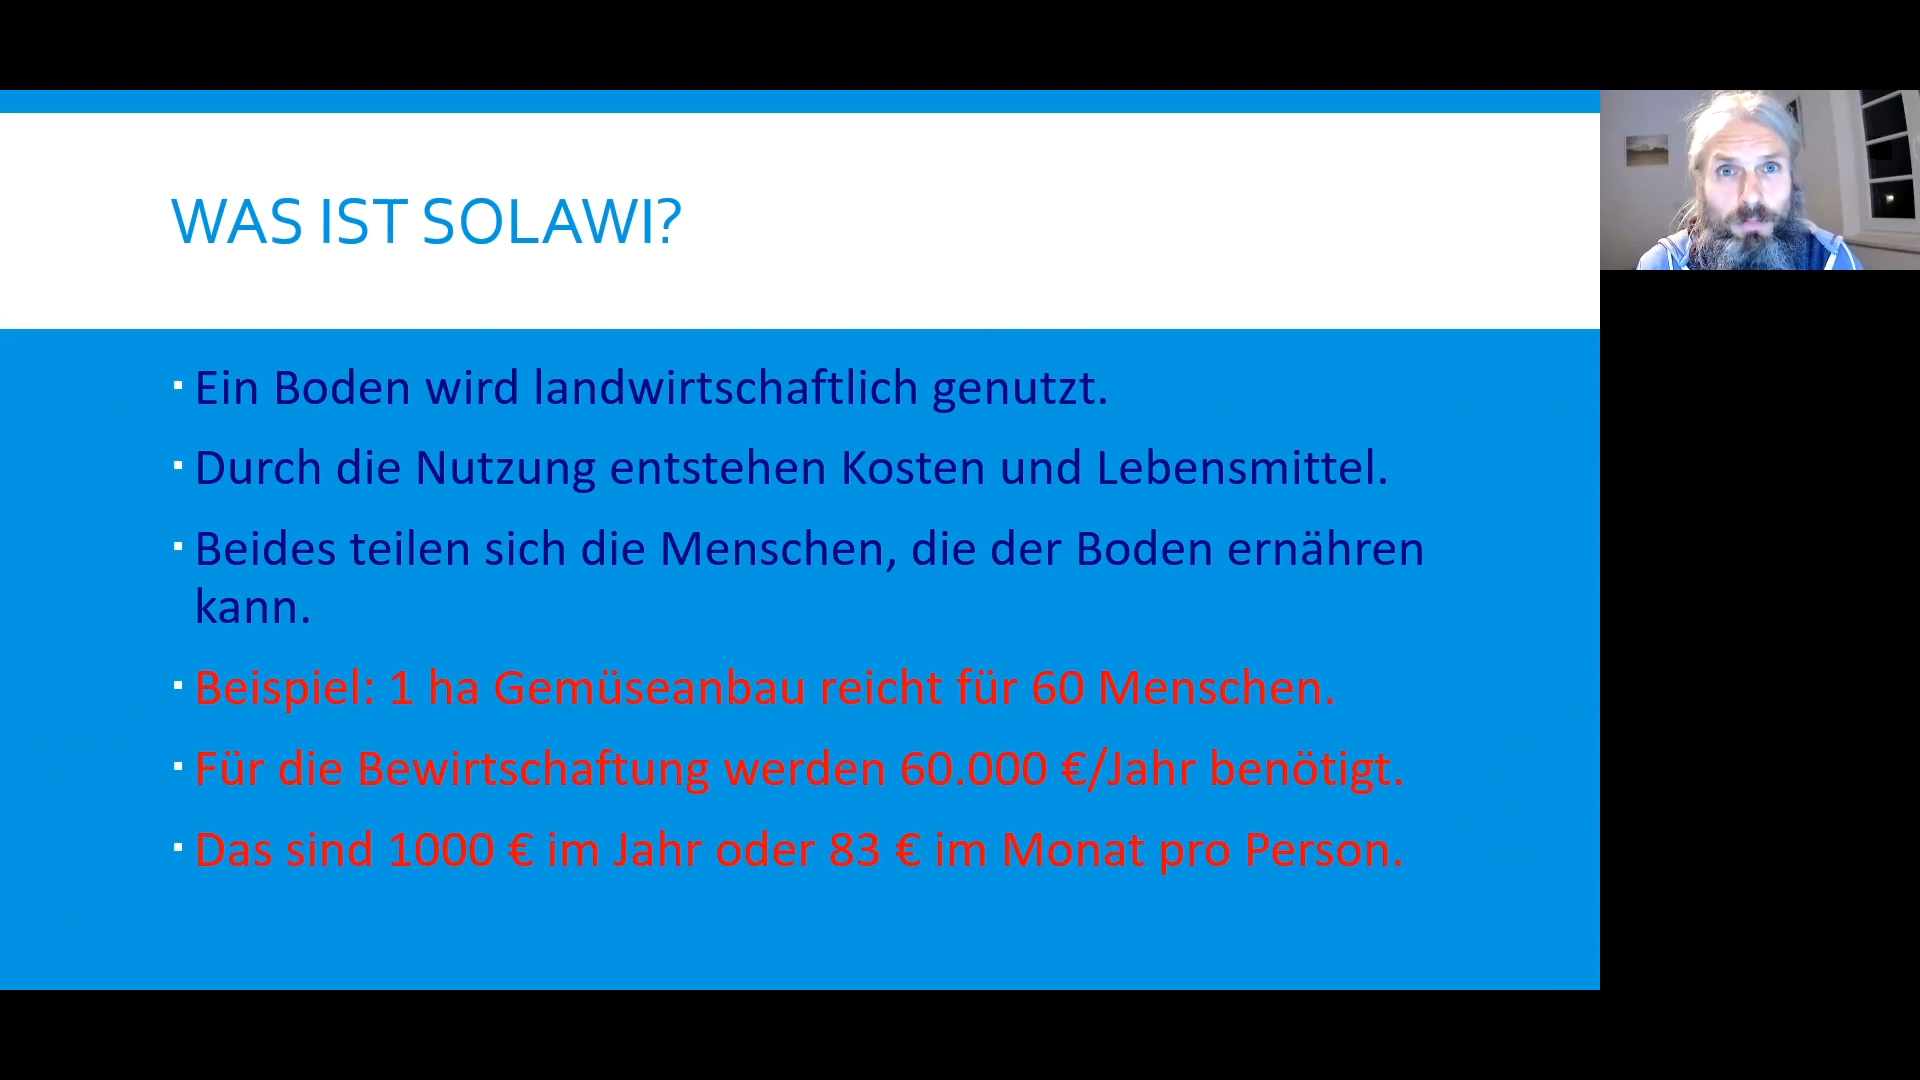 WAS IST SOLAWI?
Ein Boden wird landwirtschaftlich genutzt.
Durch die Nutzung entstehen Kosten und Lebensmittel.
Beides teilen sich die Menschen, die der Boden ernähren
kann.
Beispiel: 1 ha Gemüseanbau reicht für 60 Menschen.
Für die Bewirtschaftung werden 60.000 €/Jahr benötigt.
Das sind 1000 € im Jahr oder 83 € im Monat pro Person.